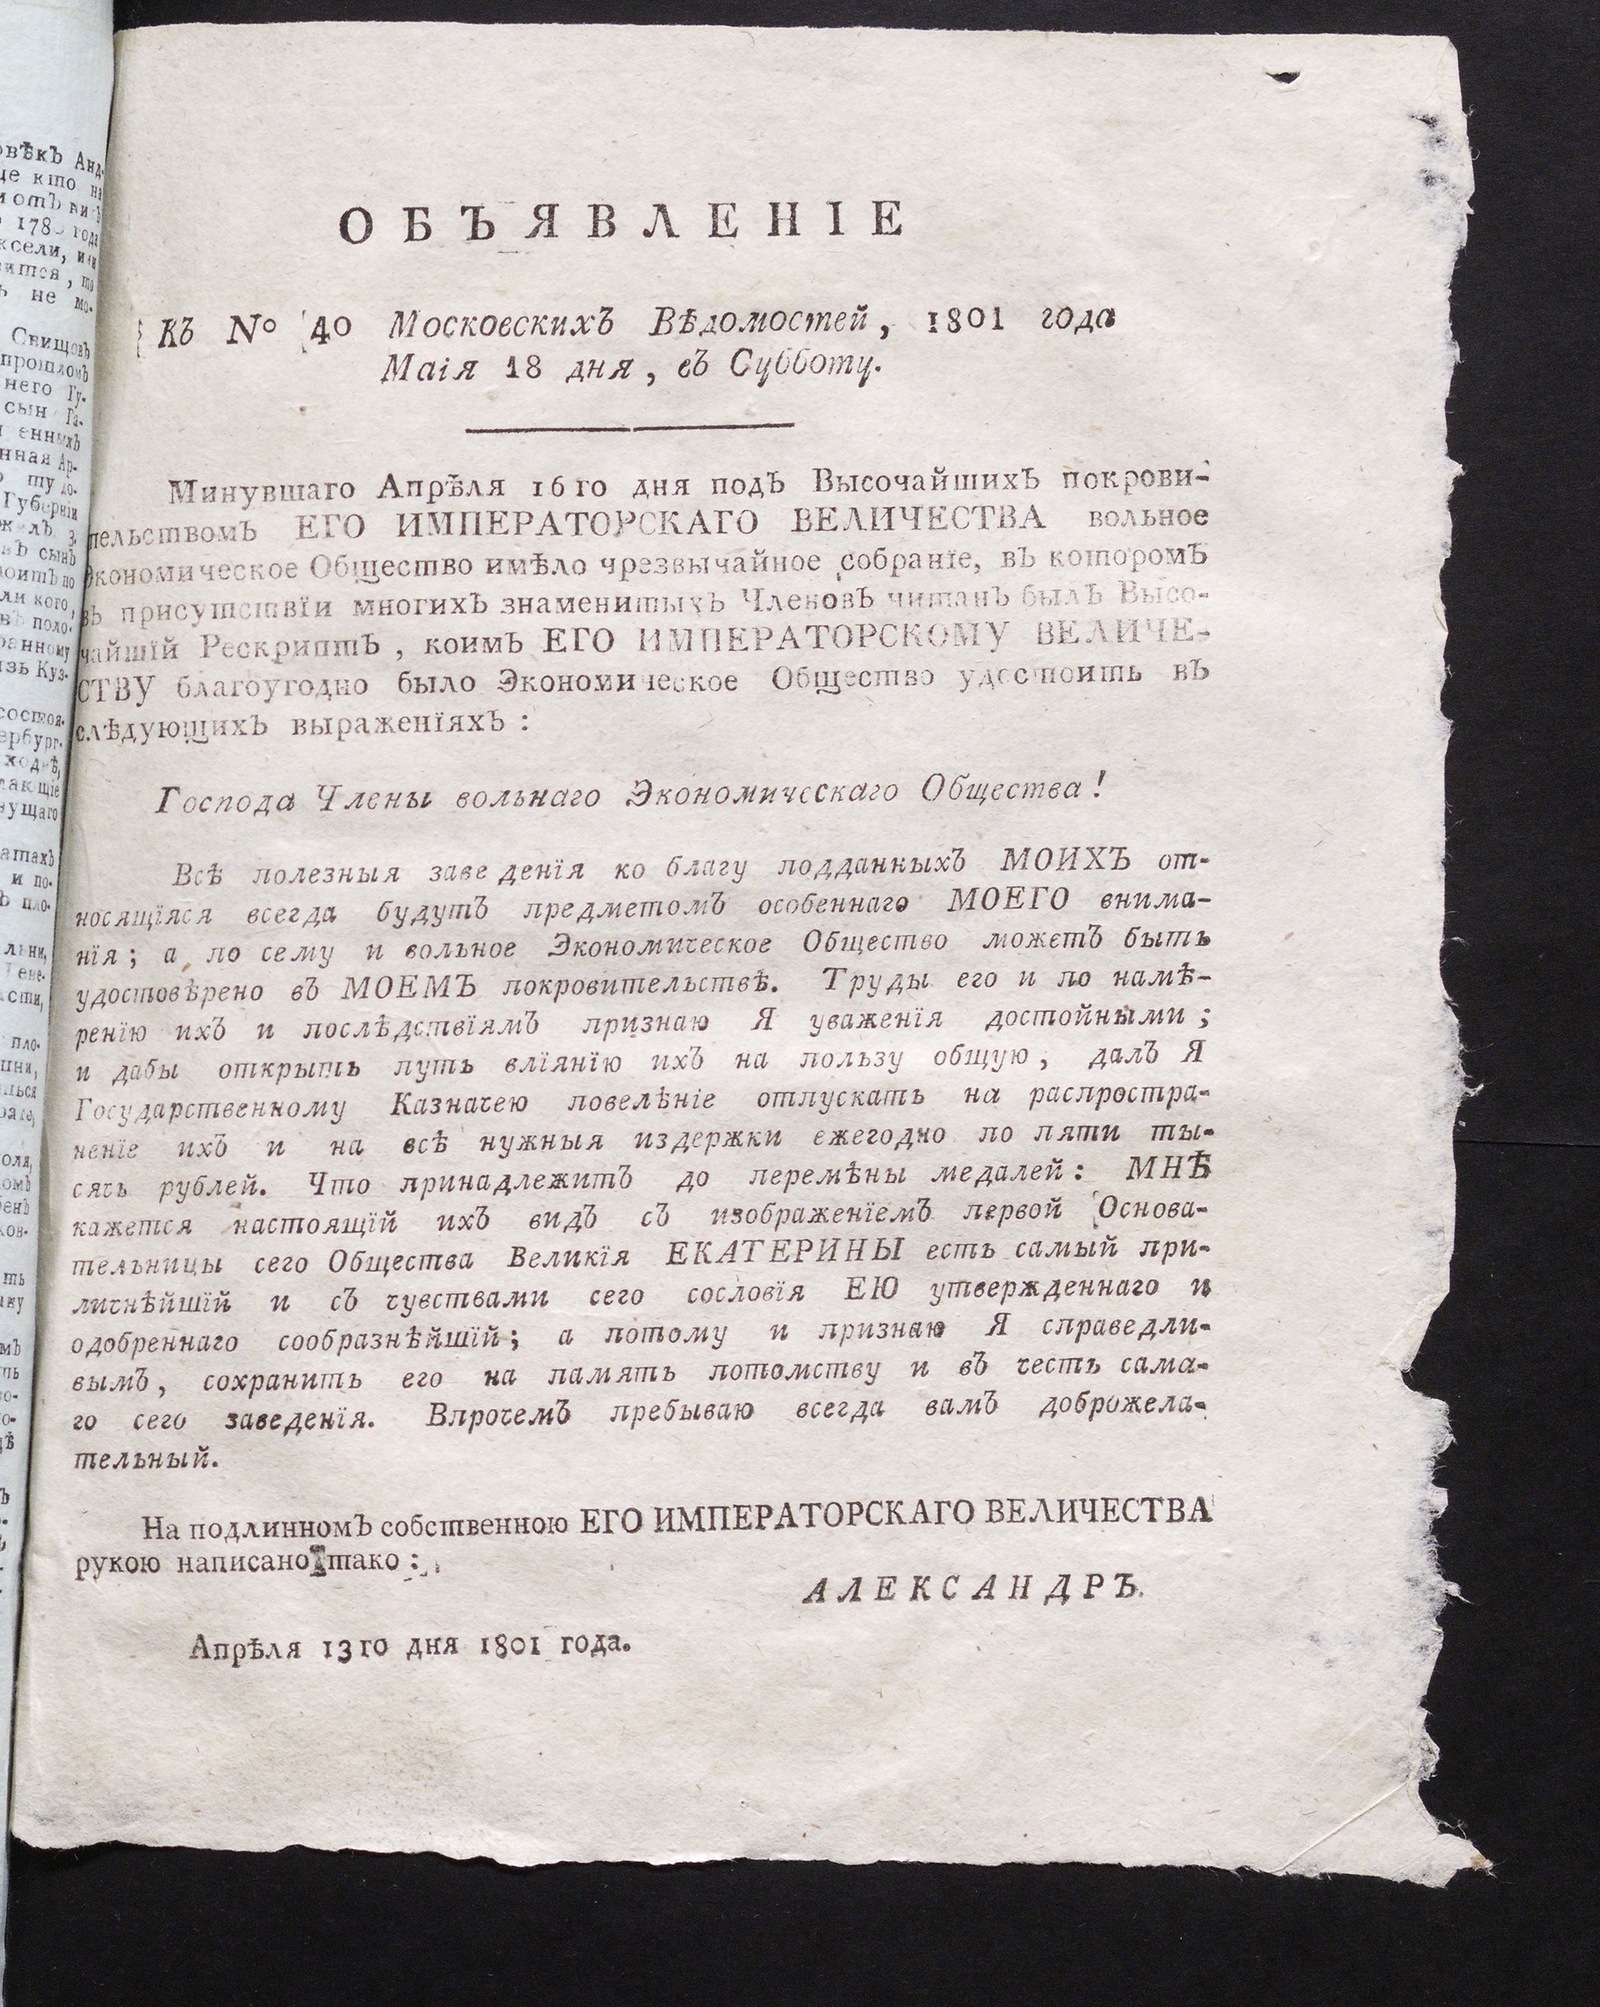 ОБЪЯВЛЕНІЕ
Къ No 40 Московскихъ Вѣдомостей, 1801 года
Маія 18 дня, въ Субботу.
Минувшаго Апрѣля 16го дня подъ Высочайшихъ покрови-
тельствомъ ЕГО ИМПЕРАТОРСКАГО ВЕЛИЧЕСТВА вольное
Экономическое Общество имѣло чрезвычайное собраніе, въ которомъ
въ присутствіи многихъ знаменитыхъ Членовъ читанъ былъ Высо-
чайшій Рескриптъ, коимъ ЕГО ИМПЕРАТОРСКОМУ ВЕЛИЧЕ-
СТВУ благоугодно было Экономическое Общество удостоить въ
слѣдующихъ выраженіяхъ:
Господа Члены вольнаго Экономическаго Общества!
Всѣ полезныя заведенія ко благу подданныхъ МОИХЪ от-
носящіяся всегда будутъ предметомъ особеннаго МОЕГО внима-
нія; а по сему и вольное Экономическое Общество можетъ быть
удостовѣрено въ МОЕМЪ покровительствѣ. Труды его и по намѣ-
ренію ихъ и послѣдствіямъ признаю Я уваженія достойными;
и дабы открыть путь вліянію ихъ на пользу общую, далъ Я
Государственному Казначею повелѣніе отпускать на распростра-
неніе ихъ и на всѣ нужныя издержки ежегодно по пяти ты-
сячь рублей. Что принадлежитъ до перемѣны медалей: МНѢ
кажется настоящій ихъ видъ съ изображеніемъ первой Основа-
тельницы сего Общества Великія ЕКАТЕРИНЫ есть самый при-
личнѣйшій и съ чувствами сего сословія ЕЮ утвержденнаго и
одобреннаго сообразнѣйшій; а потому и признаю Я справедли-
вымъ, сохранить его на память потомству и въ честь сама-
го сего заведенія. Впрочемъ пребываю всегда вамъ доброжела-
тельный.
На подлинномъ собственною ЕГО ИМПЕРАТОРСКАГО ВЕЛИЧЕСТВА
рукою написано тако:
АЛЕКСАНДРЪ.
Апрѣля 13го дня 1801 года.